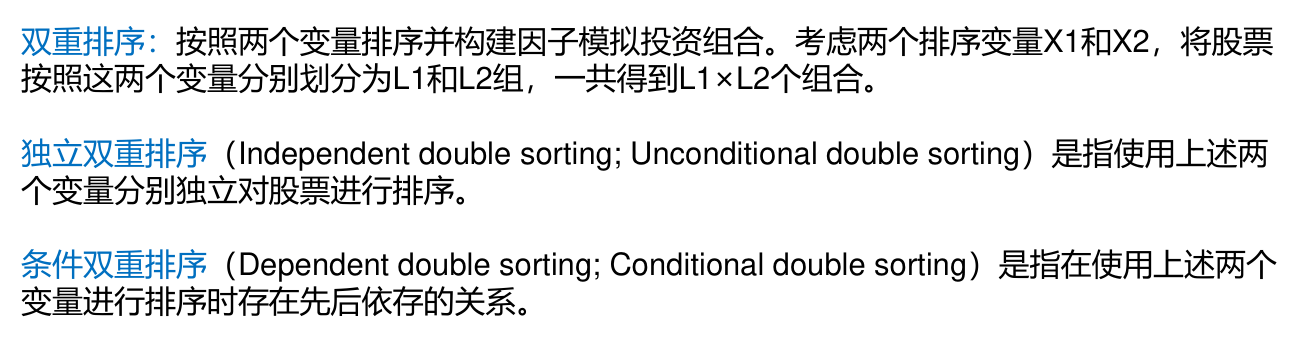 双重排序：按照两个变量排序并构建因子模拟投资组合。考虑两个排序变量X1和X2，将股票
按照这两个变量分别划分为L1和L2组，一共得到L1×L2个组合。
独立双重排序（Independent double sorting; Unconditional double sorting）是指使用上述两
个变量分别独立对股票进行排序。
条件双重排序（Dependent double sorting; Conditional double sorting）是指在使用上述两个
变量进行排序时存在先后依存的关系。